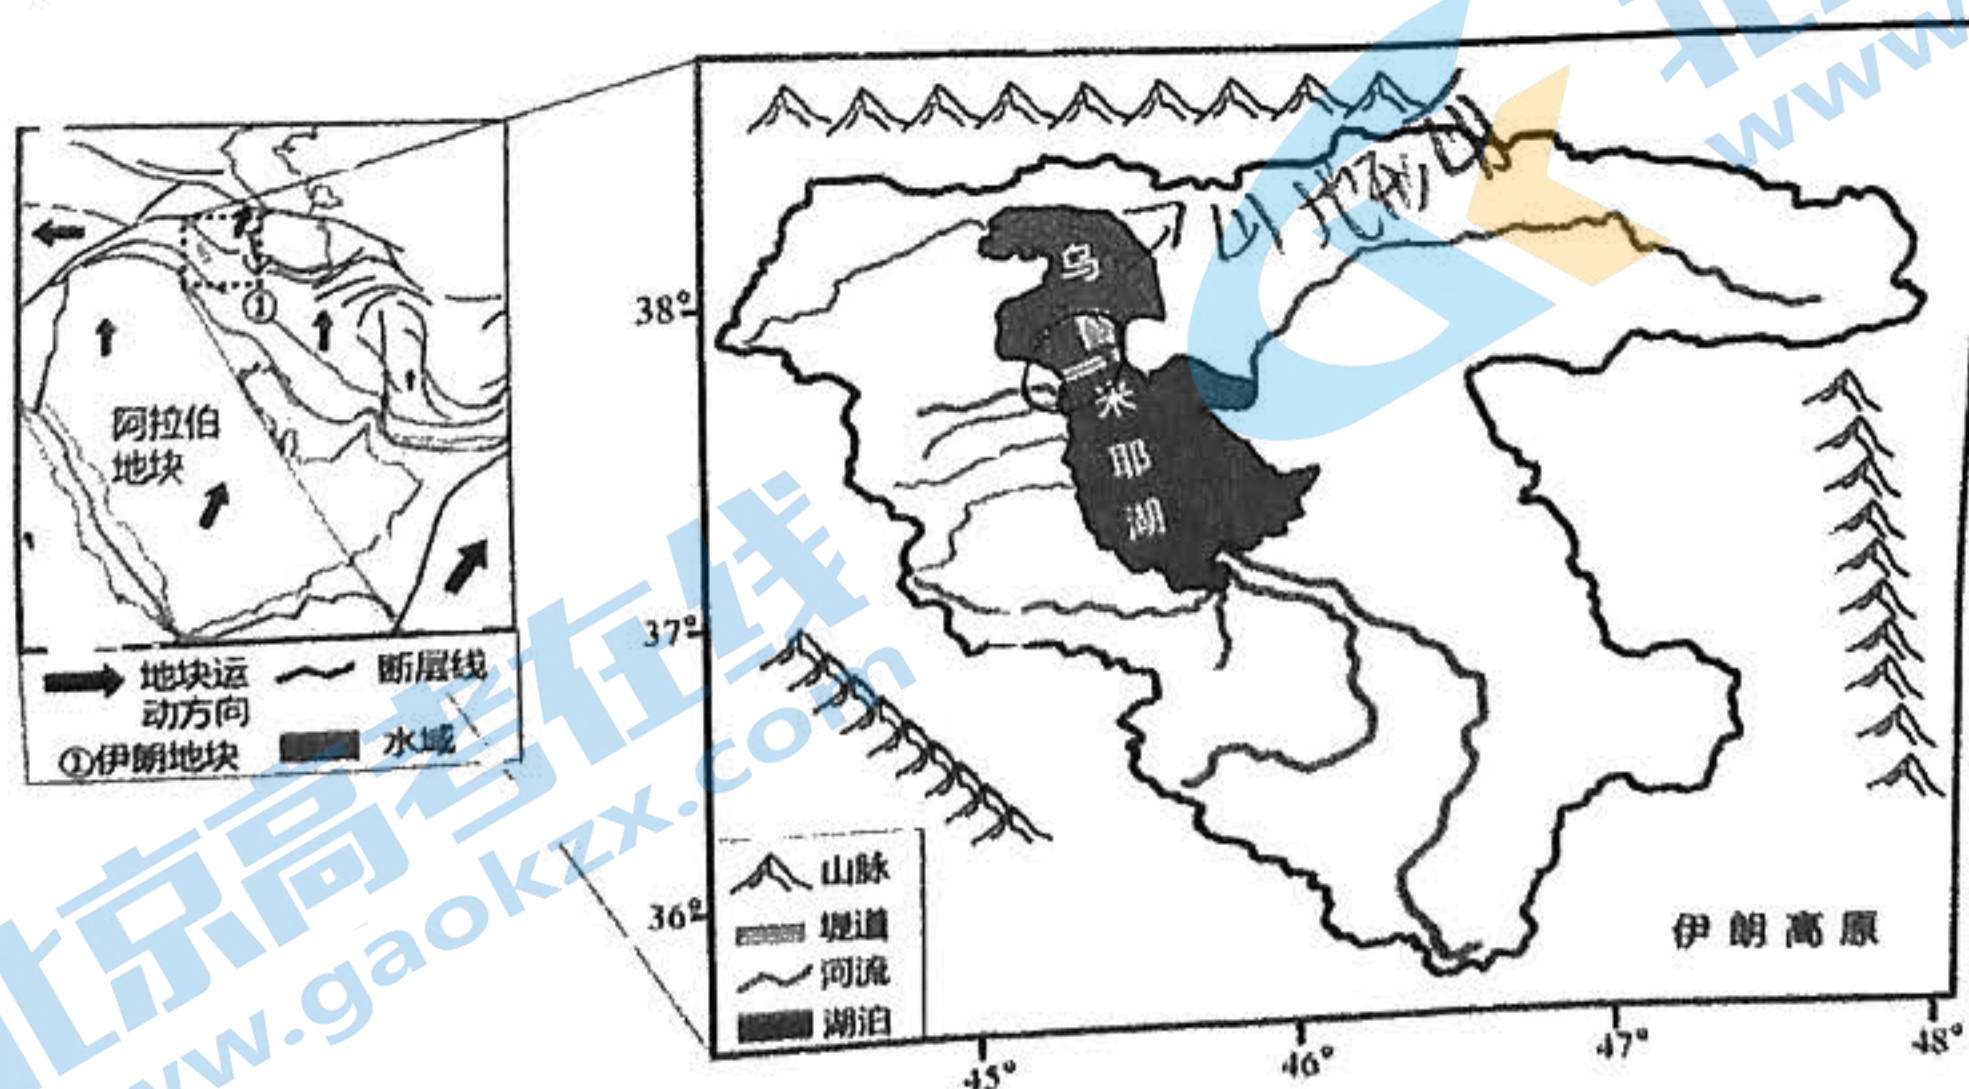 阿拉伯
地块
①
地块运
动方向
断层线
①伊朗地块
水域
38°
37°
36°
45°
46°
47°
48°
乌
米
耶
湖
山脉
堤道
河流
湖泊
伊朗高原
北京高考在线
www.gaokzx.com
北
www